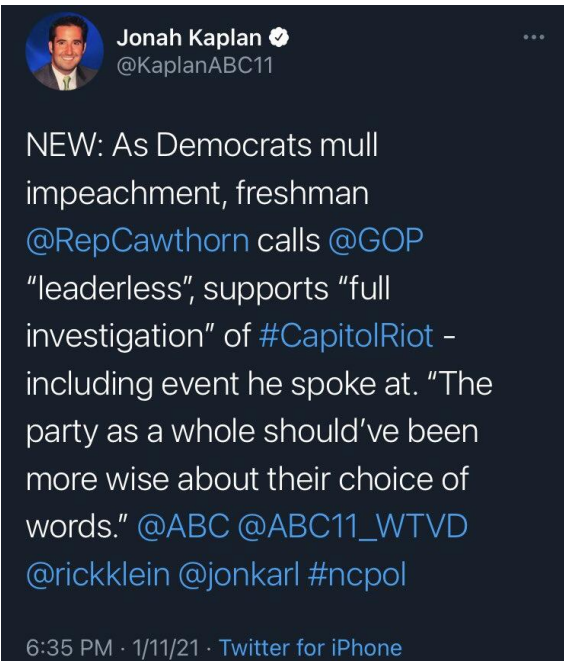 Jonah Kaplan
@KaplanABC11
NEW: As Democrats mull
impeachment, freshman
@RepCawthorn calls @GOP
“leaderless”, supports “full
investigation” of #CapitolRiot -
including event he spoke at. “The
party as a whole should’ve been
more wise about their choice of
words.” @ABC @ABC11_WTVD
@rickklein @jonkarl #ncpol
6:35 PM · 1/11/21 · Twitter for iPhone